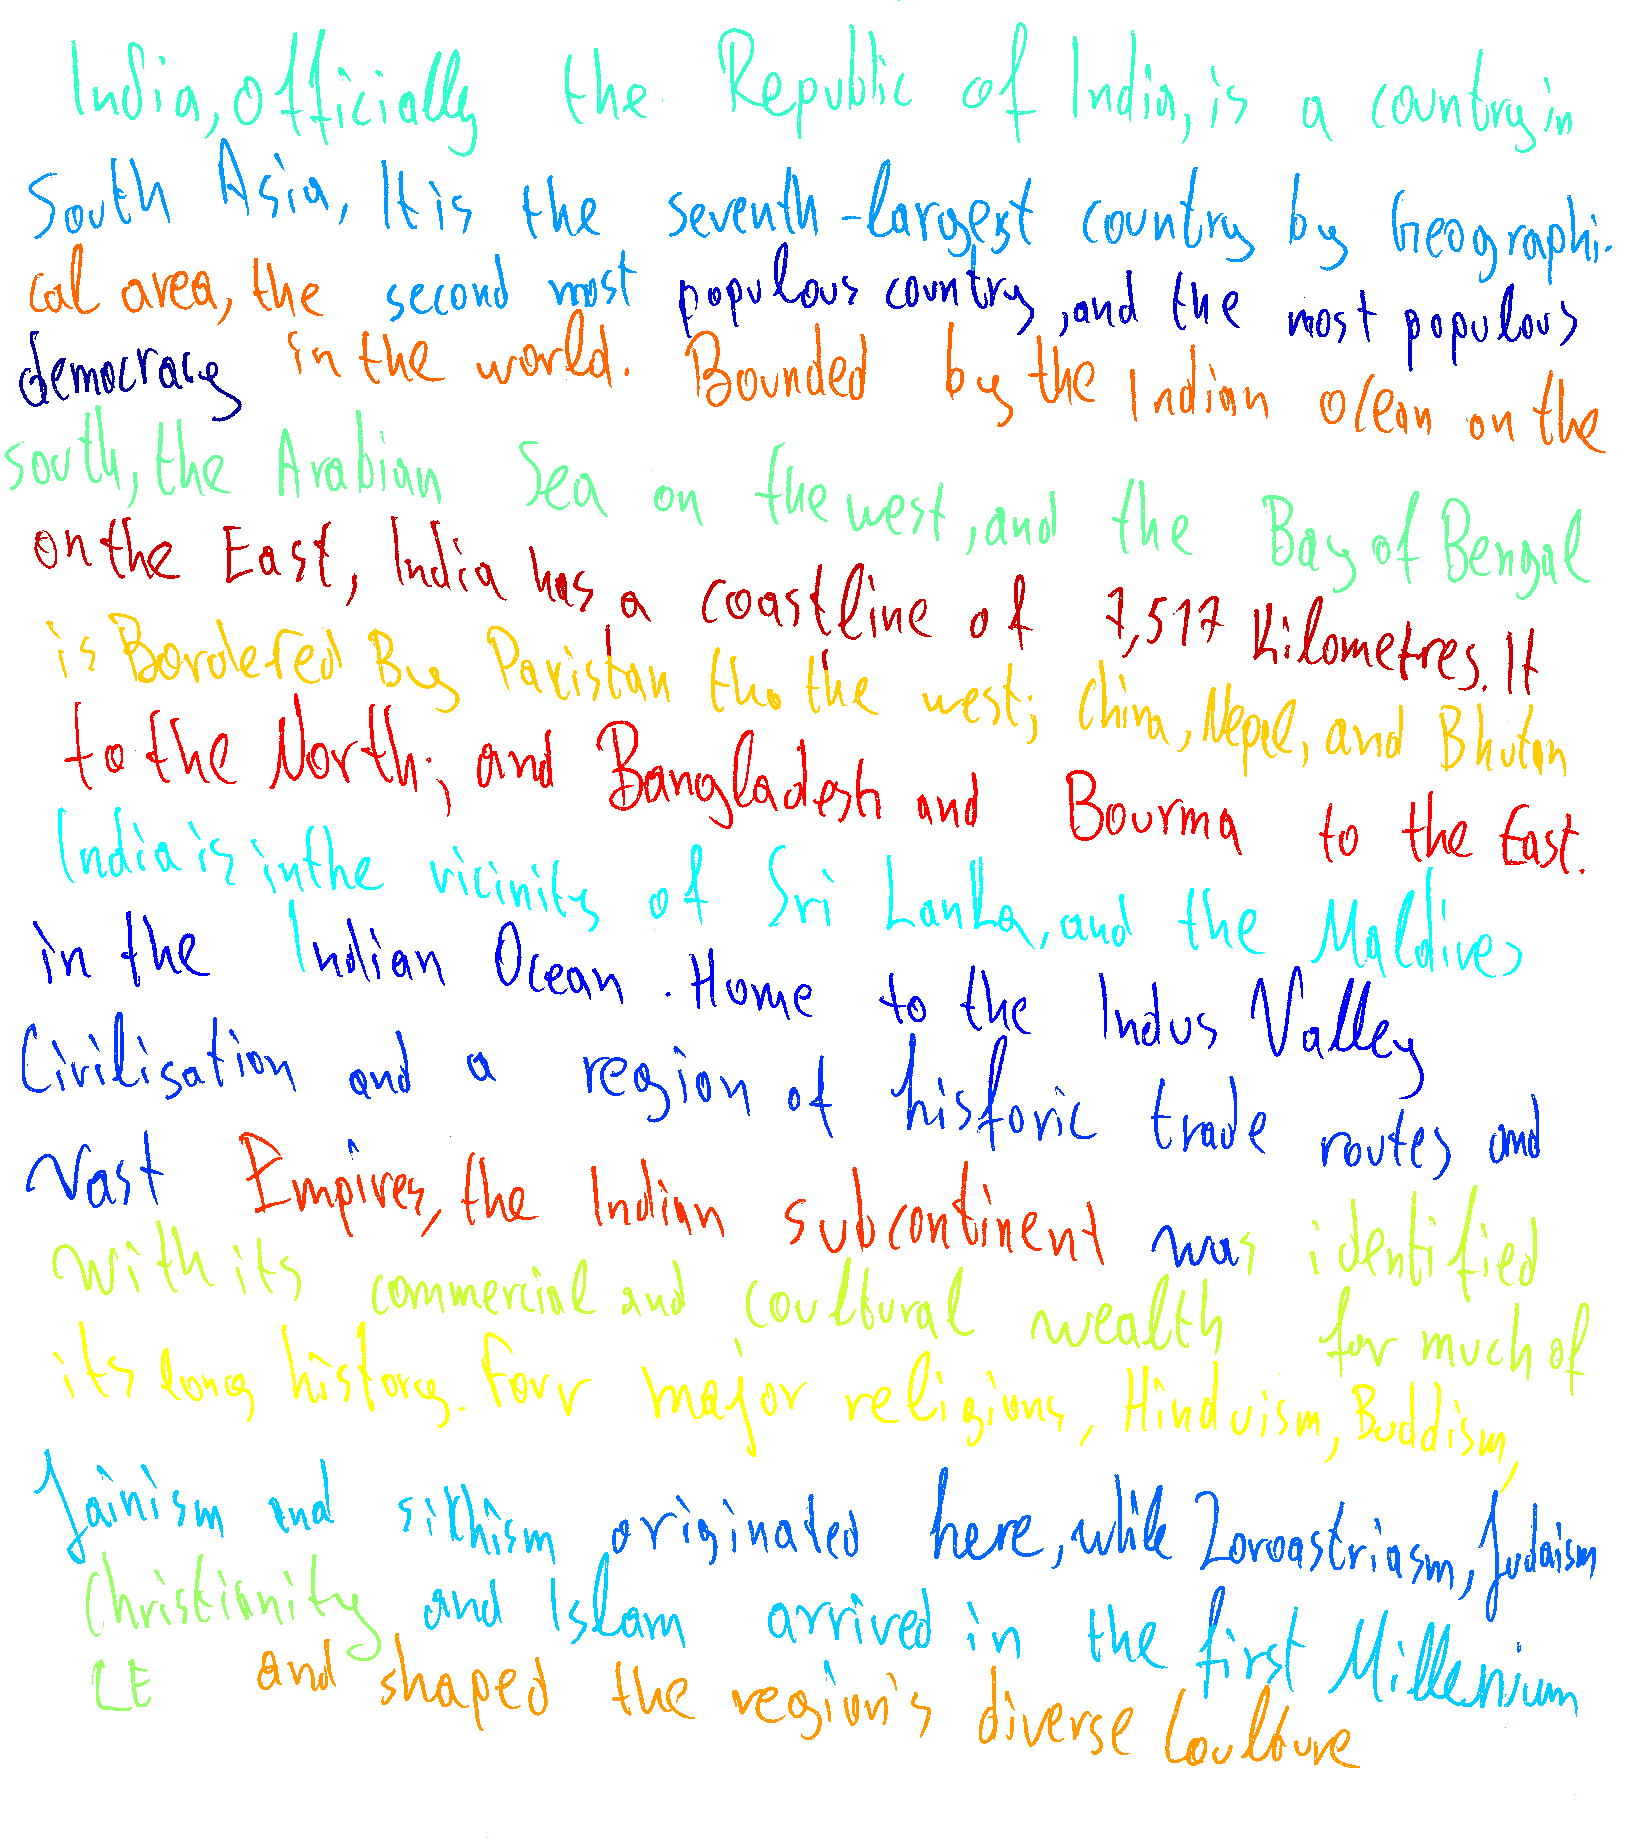 India, officially the Republic of India, is a country in
South Asia, It is the seventh-largest country by Geographi-
cal area, the second most populous country, and the most populous
democracy in the world. Bounded by the Indian Ocean on the
south, the Arabian Sea on the west, and the Bay of Bengal
on the East, India has a coastline of 7,517 Kilometres. It
is Bordered By Pakistan tho the west; China, Nepel, and Bhutan
to the North; and Bangladesh and Bourma to the East.
India is in the vicinity of Sri Lanka, and the Maldives
in the Indian Ocean. Home to the Indus Valley
Civilisation and a region of historic trade routes and
Vast Empires, the Indian subcontinent was identified
with its commercial and coultural wealth for much of
its long history. Four major religions, Hinduism, Buddism,
Jainism and sikhism originated here, while Zoroastriasm, Judaism
Christianity and Islam arrived in the first Millenium
CE and shaped the region's diverse Coulture